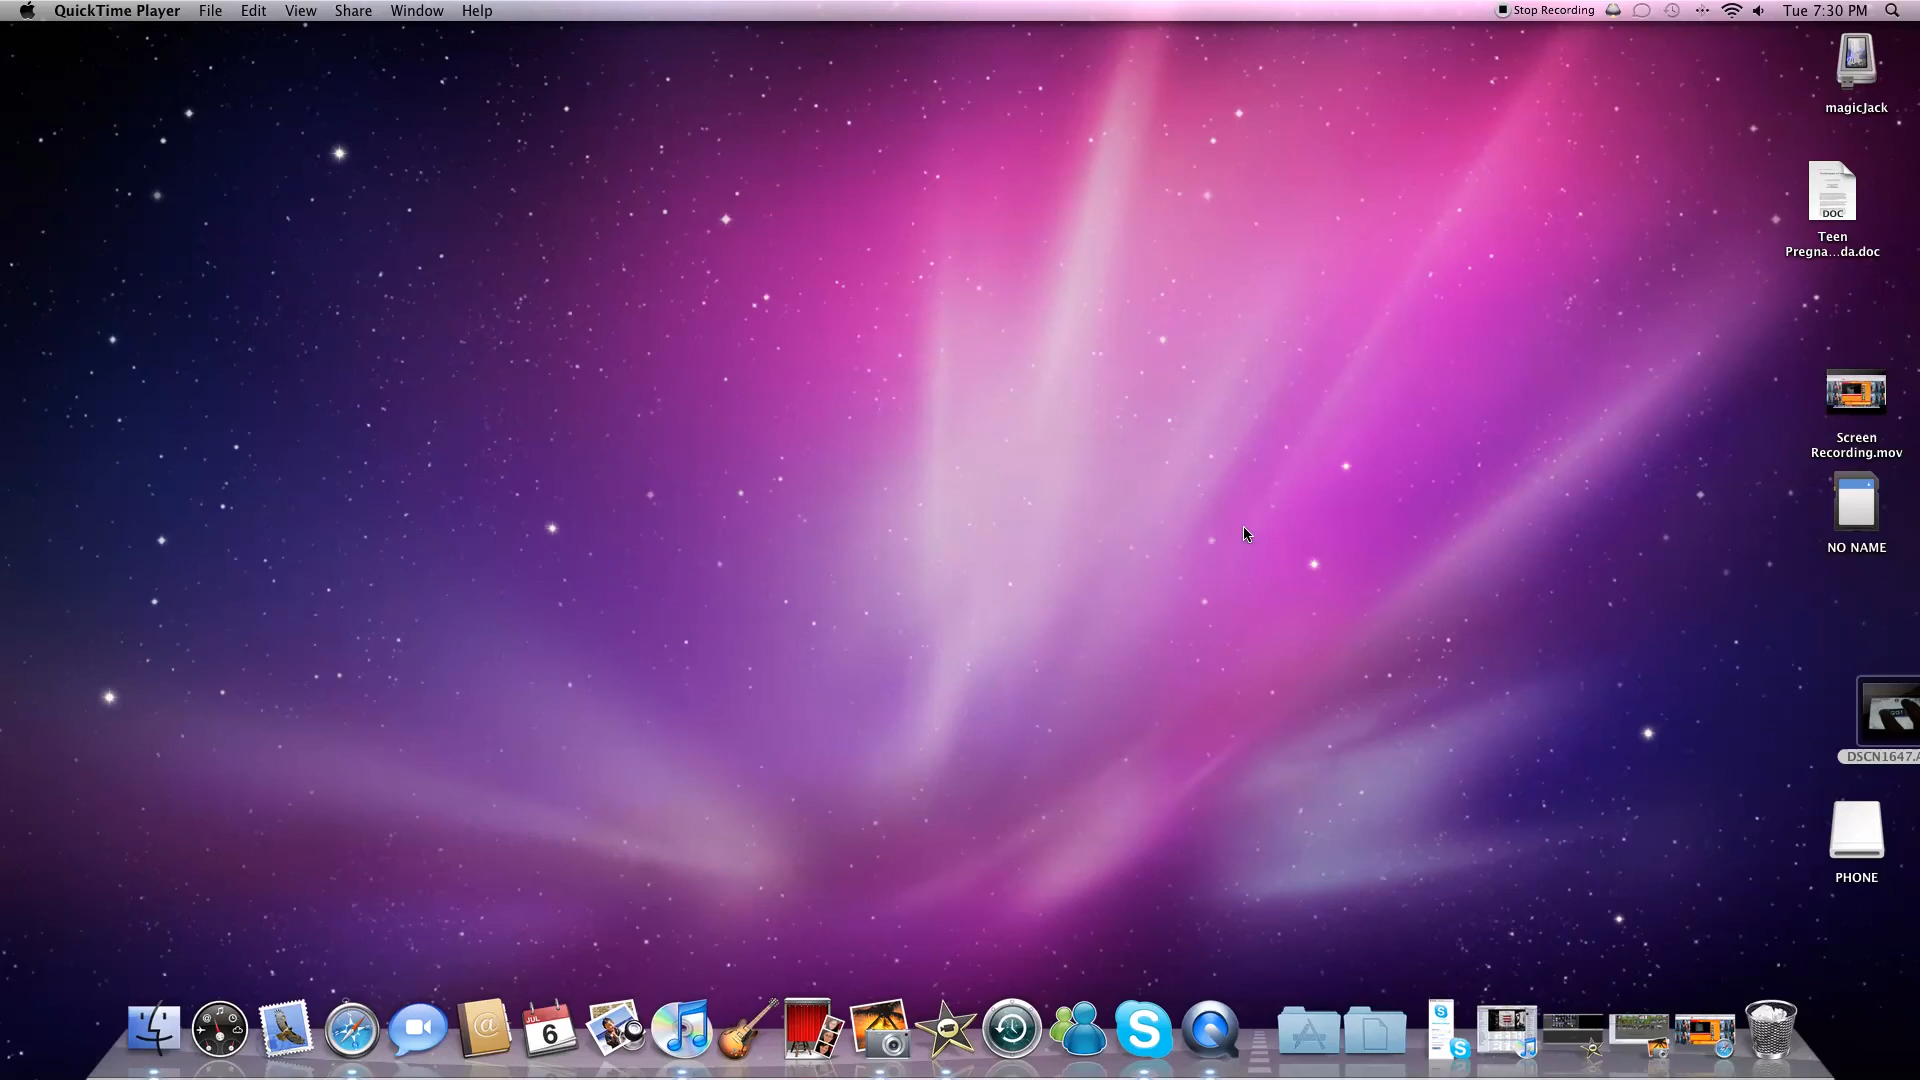 QuickTime Player File Edit View Share Window Help Stop Recording Tue 7:30 PM
magicJack
DOC
Teen
Pregna...da.doc
Screen
Recording.mov
NO NAME
DSCN1647.A
PHONE
JUL
6